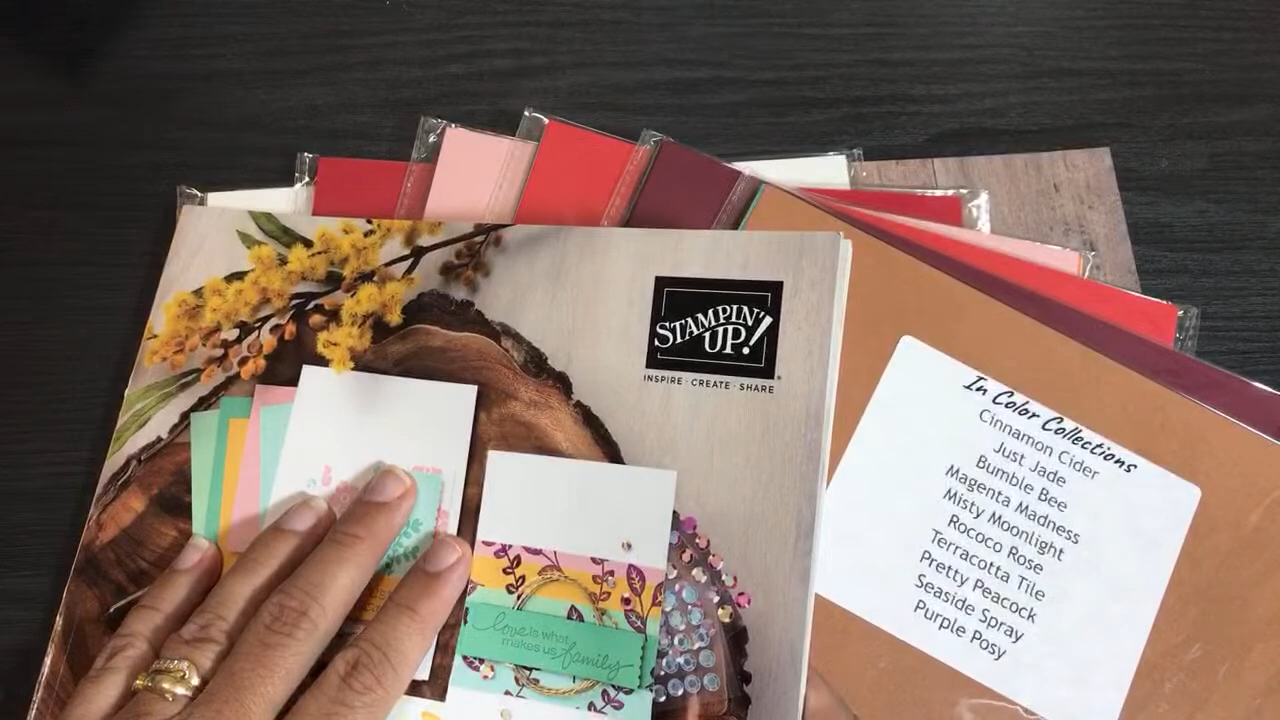 STAMPIN'
UP!
INSPIRE · CREATE · SHARE
love is what
makes us family
In Color Collections
Cinnamon Cider
Just Jade
Bumble Bee
Magenta Madness
Misty Moonlight
Rococo Rose
Terracotta Tile
Pretty Peacock
Seaside Spray
Purple Posy